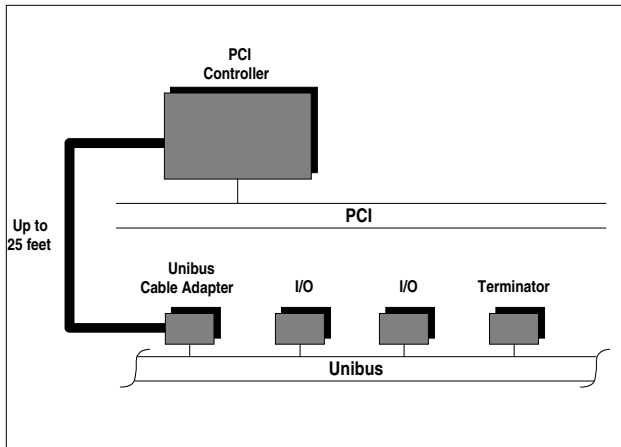 PCI
Controller
Up to
25 feet
PCI
Unibus
Cable Adapter
I/O
I/O
Terminator
Unibus